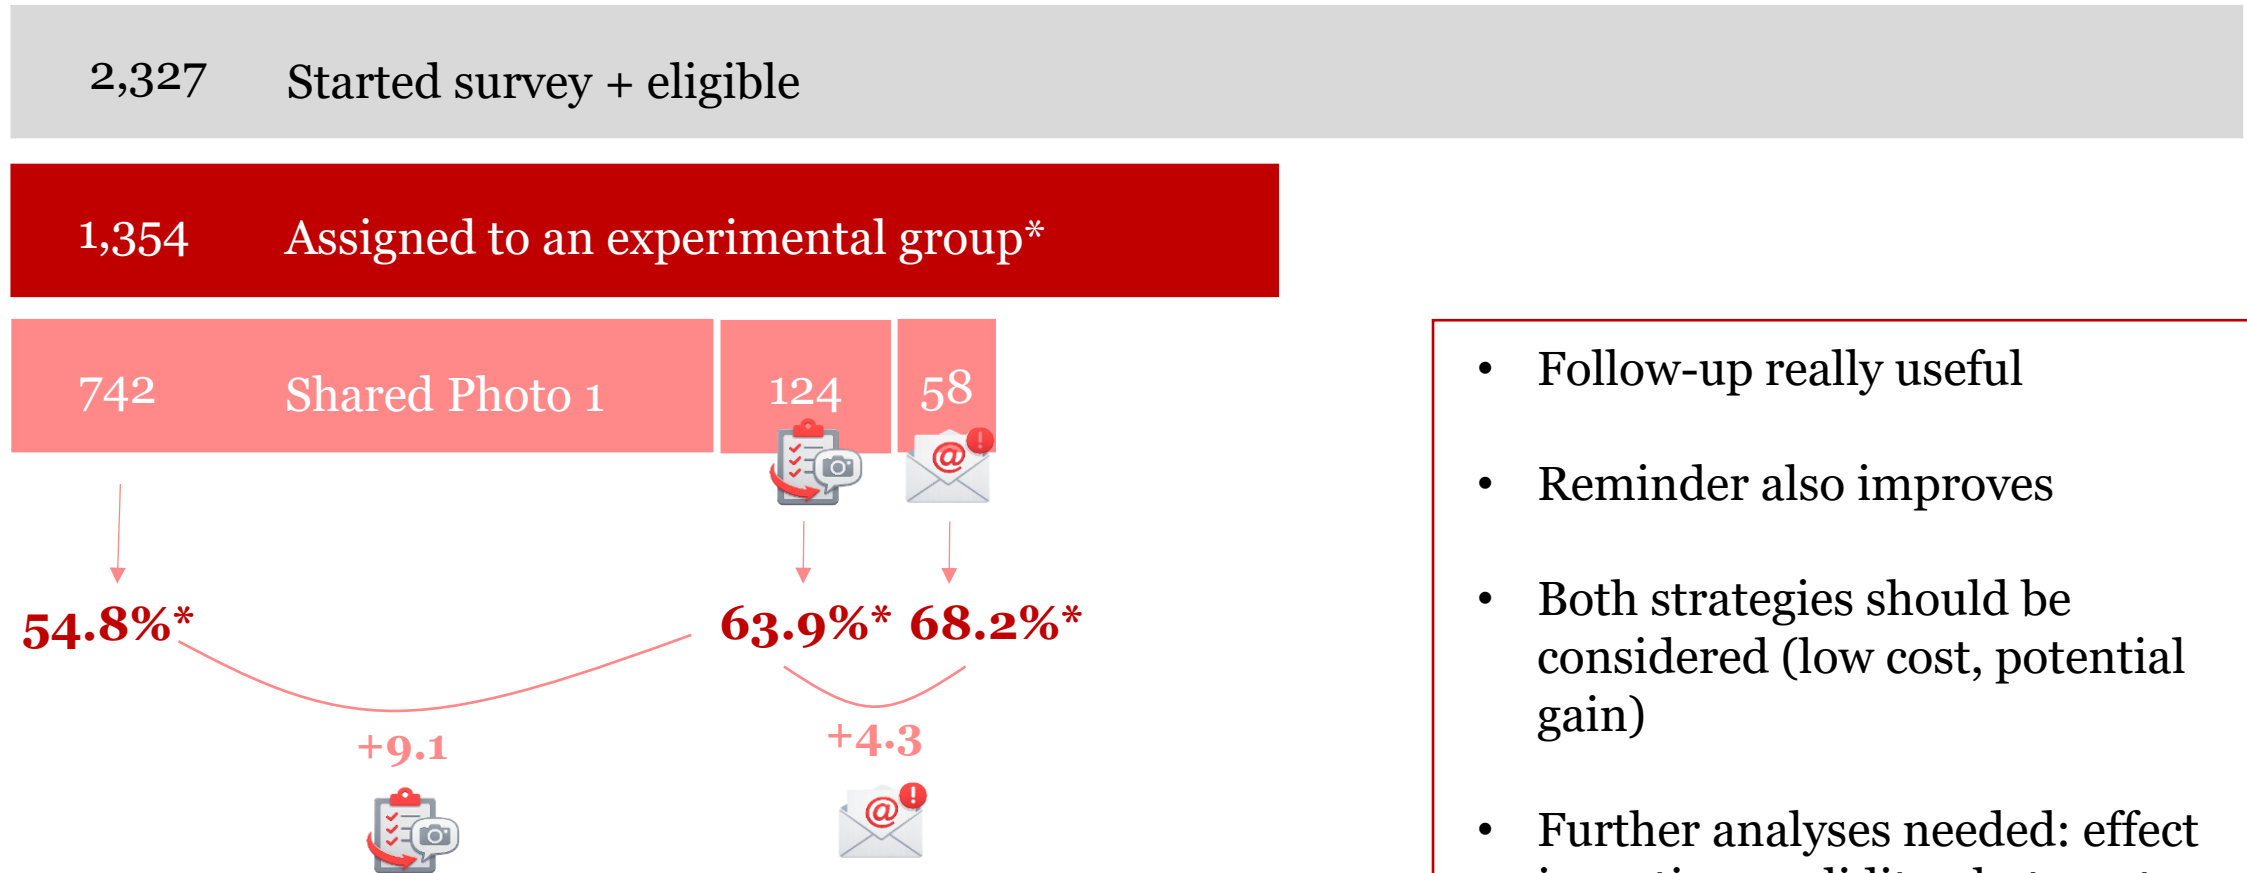 2,327 Started survey + eligible
1,354 Assigned to an experimental group*
742 Shared Photo 1 124 58
54.8%* 63.9%* 68.2%*
+9.1 +4.3
• Follow-up really useful
• Reminder also improves
• Both strategies should be
considered (low cost, potential
gain)
• Further analyses needed: effect